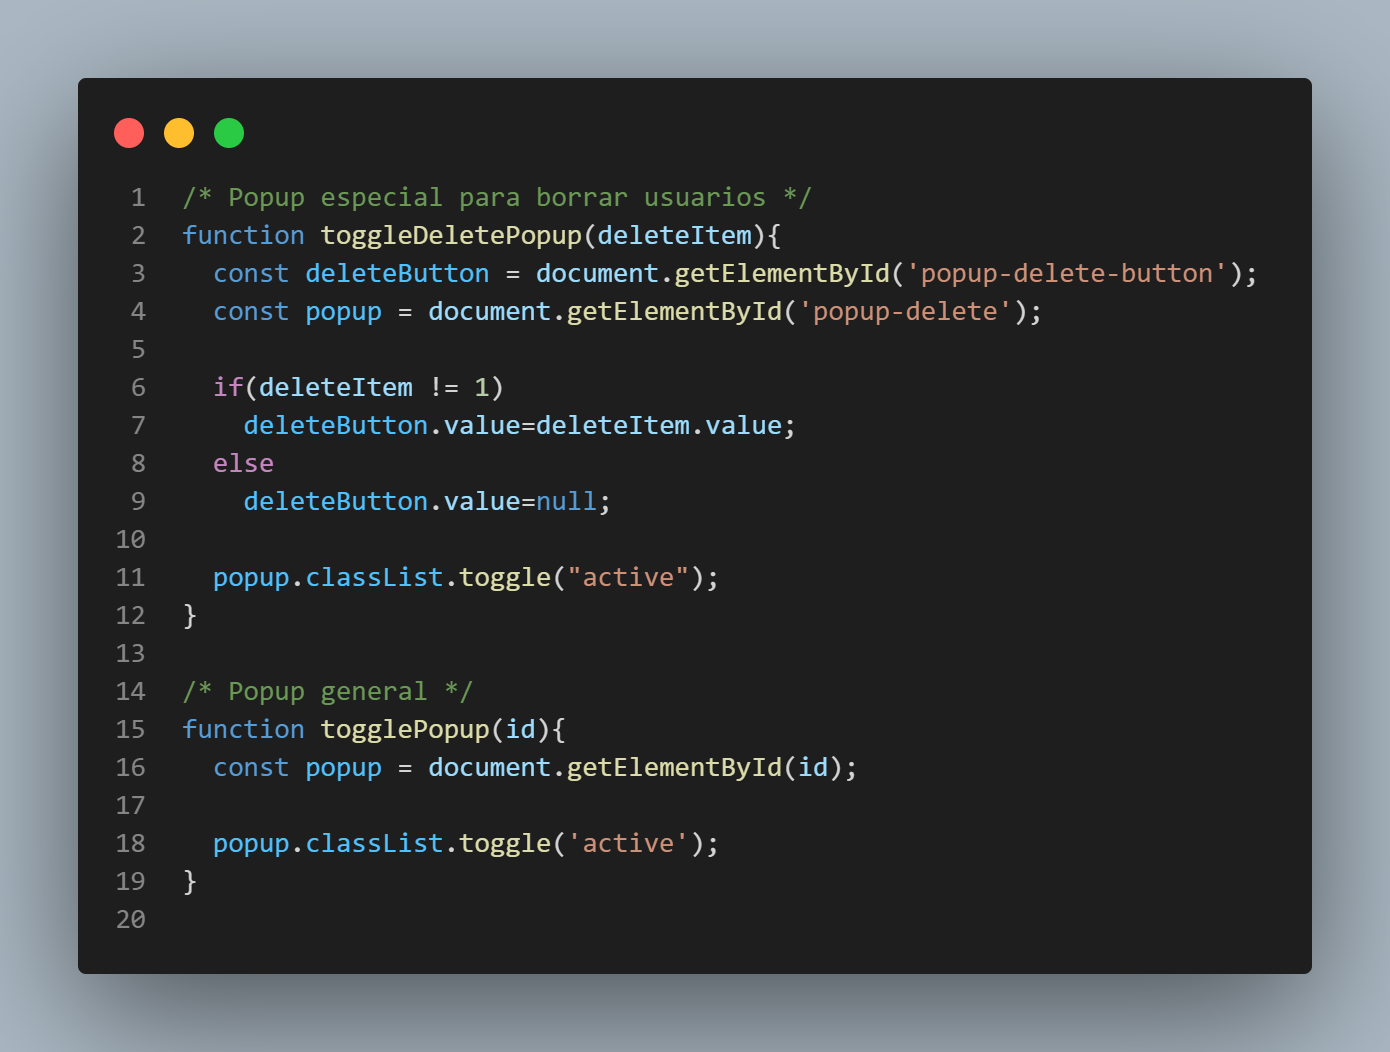 1 /* Popup especial para borrar usuarios */
2 function toggleDeletePopup(deleteItem){
3   const deleteButton = document.getElementById('popup-delete-button');
4   const popup = document.getElementById('popup-delete');
5
6   if(deleteItem != 1)
7     deleteButton.value=deleteItem.value;
8   else
9     deleteButton.value=null;
10
11   popup.classList.toggle("active");
12 }
13
14 /* Popup general */
15 function togglePopup(id){
16   const popup = document.getElementById(id);
17
18   popup.classList.toggle('active');
19 }
20